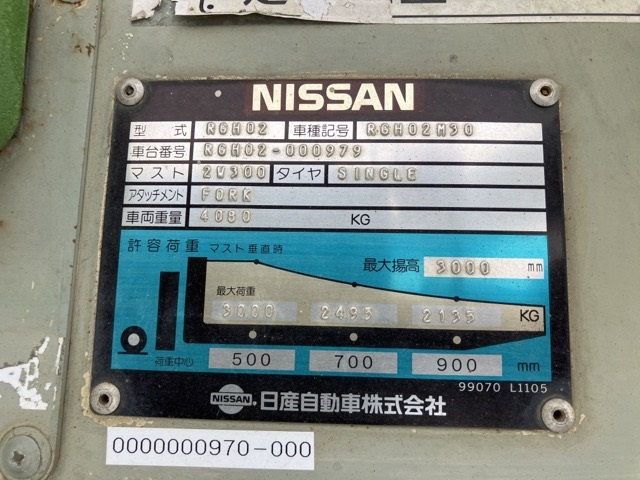 NISSAN
型式 RGH02 車種記号 RGH02M30
車台番号 RGH02-000979
マスト 2W300 タイヤ SINGLE
アタッチメント FORK
車両重量 4080 KG
許容荷重 マスト垂直時
最大揚高 3000 mm
最大荷重
3000 2495 2135
荷重中心 500 700 900 mm
99070 L1105
NISSAN 日産自動車株式会社
0000000970-000